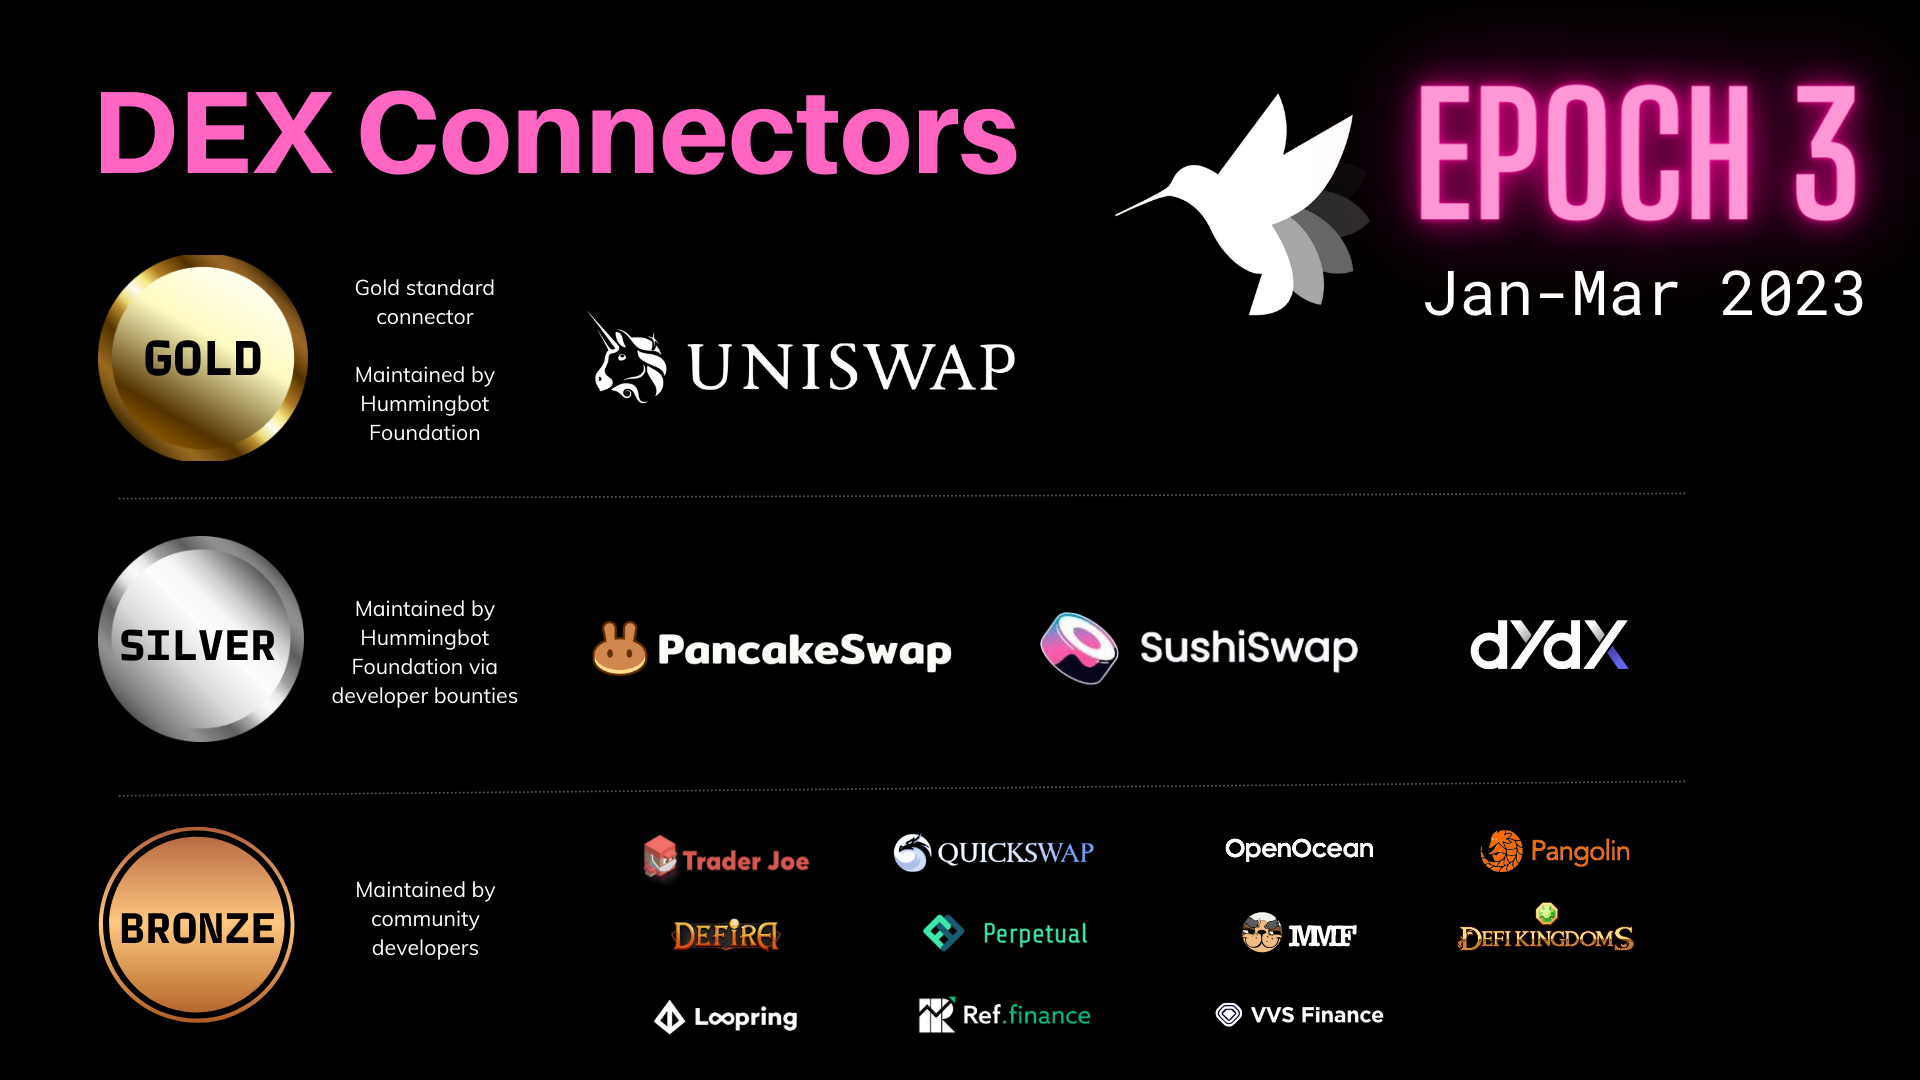 DEX Connectors
EPOCH 3
Jan-Mar 2023
GOLD
Gold standard
connector
Maintained by
Hummingbot
Foundation
UNISWAP
SILVER
Maintained by
Hummingbot
Foundation via
developer bounties
PancakeSwap
SushiSwap
dYdX
BRONZE
Maintained by
community
developers
Trader Joe
QUICKSWAP
OpenOcean
Pangolin
DEFIRA
Perpetual
MMF
DEFI KINGDOMS
Loopring
Ref.finance
VVS Finance